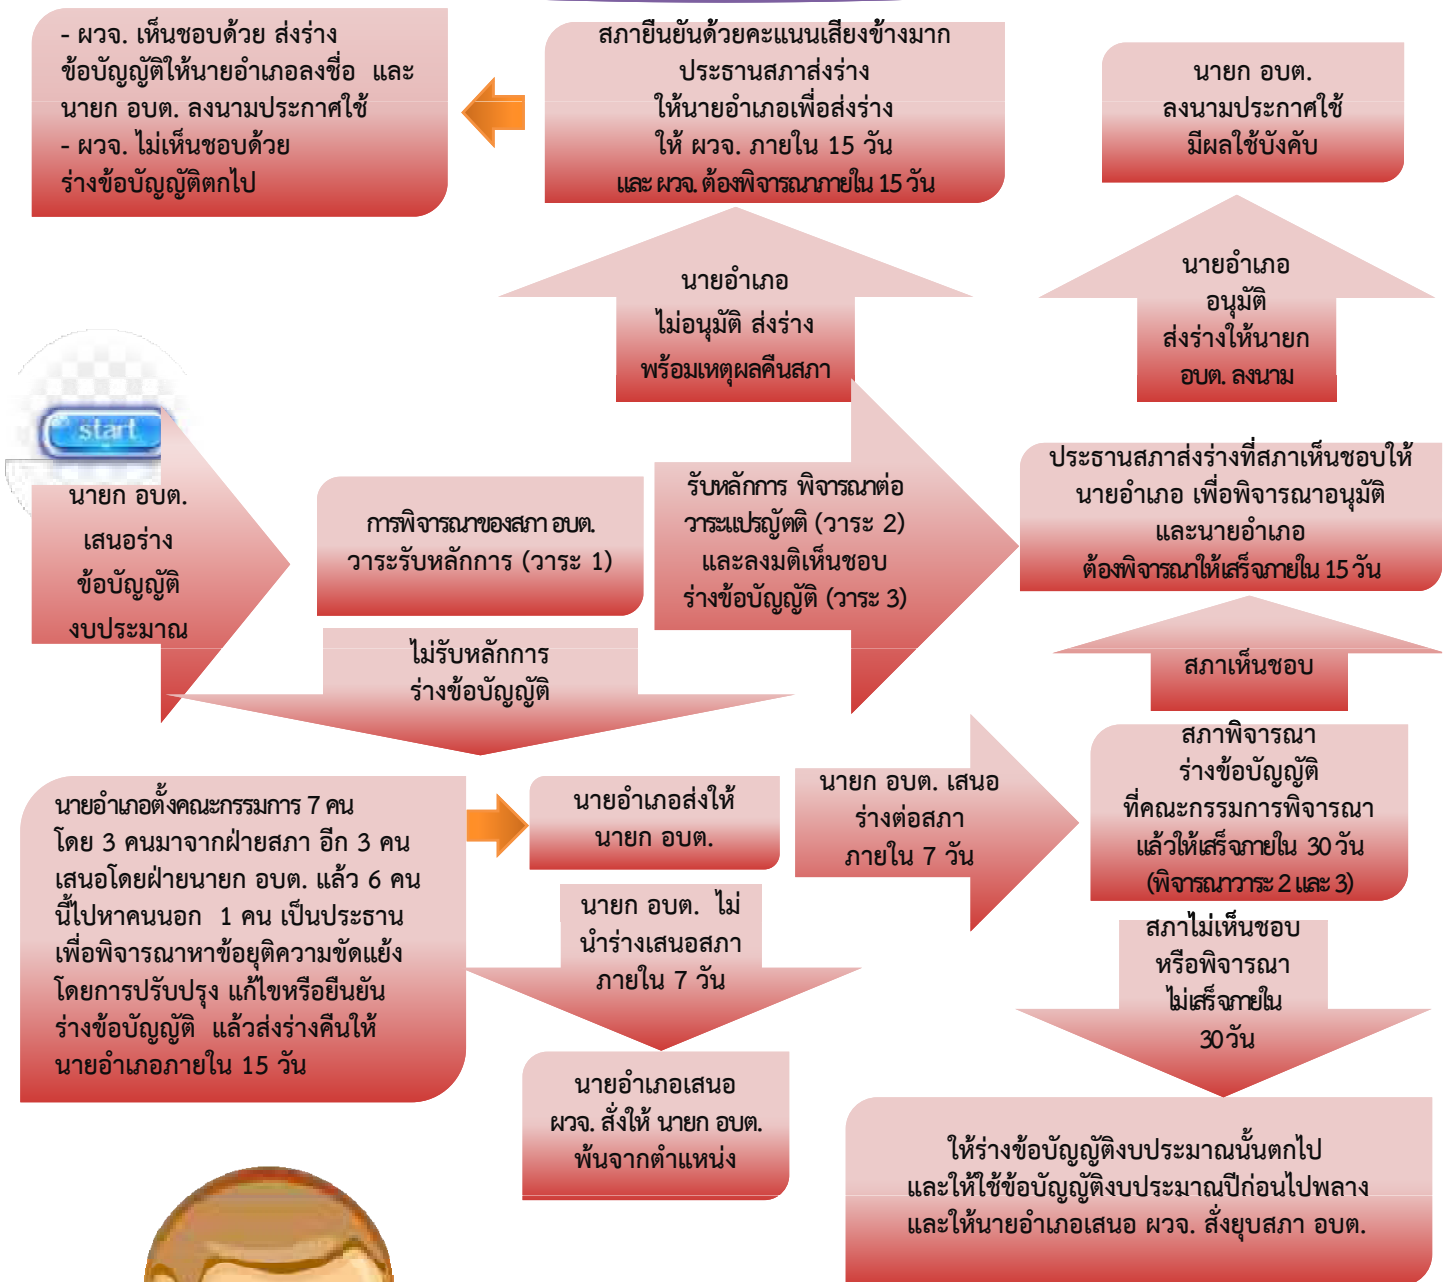 - ผวจ. เห็นชอบด้วย ส่งร่าง
ข้อบัญญัติให้นายอำเภอลงชื่อ และ
นายก อบต. ลงนามประกาศใช้
- ผวจ. ไม่เห็นชอบด้วย
ร่างข้อบัญญัติตกไป
สภายืนยันด้วยคะแนนเสียงข้างมาก
ประธานสภาส่งร่าง
ให้นายอำเภอเพื่อส่งร่าง
ให้ ผวจ. ภายใน 15 วัน
และ ผวจ. ต้องพิจารณาภายใน 15 วัน
นายก อบต.
ลงนามประกาศใช้
มีผลใช้บังคับ
นายอำเภอ
ไม่อนุมัติ ส่งร่าง
พร้อมเหตุผลคืนสภา
นายอำเภอ
อนุมัติ
ส่งร่างให้นายก
อบต. ลงนาม
start
นายก อบต.
เสนอร่าง
ข้อบัญญัติ
งบประมาณ
การพิจารณาของสภา อบต.
วาระรับหลักการ (วาระ 1)
รับหลักการ พิจารณาต่อ
วาระแปรญัตติ (วาระ 2)
และลงมติเห็นชอบ
ร่างข้อบัญญัติ (วาระ 3)
ประธานสภาส่งร่างที่สภาเห็นชอบให้
นายอำเภอ เพื่อพิจารณาอนุมัติ
และนายอำเภอ
ต้องพิจารณาให้เสร็จภายใน 15 วัน
ไม่รับหลักการ
ร่างข้อบัญญัติ
สภาเห็นชอบ
นายอำเภอตั้งคณะกรรมการ 7 คน
โดย 3 คนมาจากฝ่ายสภา อีก 3 คน
เสนอโดยฝ่ายนายก อบต. แล้ว 6 คน
นี้ไปหาคนนอก 1 คน เป็นประธาน
เพื่อพิจารณาหาข้อยุติความขัดแย้ง
โดยการปรับปรุง แก้ไขหรือยืนยัน
ร่างข้อบัญญัติ แล้วส่งร่างคืนให้
นายอำเภอภายใน 15 วัน
นายอำเภอส่งให้
นายก อบต.
นายก อบต. เสนอ
ร่างต่อสภา
ภายใน 7 วัน
สภาพิจารณา
ร่างข้อบัญญัติ
ที่คณะกรรมการพิจารณา
แล้วให้เสร็จภายใน 30 วัน
(พิจารณาวาระ 2 และ 3)
นายก อบต. ไม่
นำร่างเสนอสภา
ภายใน 7 วัน
สภาไม่เห็นชอบ
หรือพิจารณา
ไม่เสร็จภายใน
30 วัน
นายอำเภอเสนอ
ผวจ. สั่งให้ นายก อบต.
พ้นจากตำแหน่ง
ให้ร่างข้อบัญญัติงบประมาณนั้นตกไป
และให้ใช้ข้อบัญญัติงบประมาณปีก่อนไปพลาง
และให้นายอำเภอเสนอ ผวจ. สั่งยุบสภา อบต.